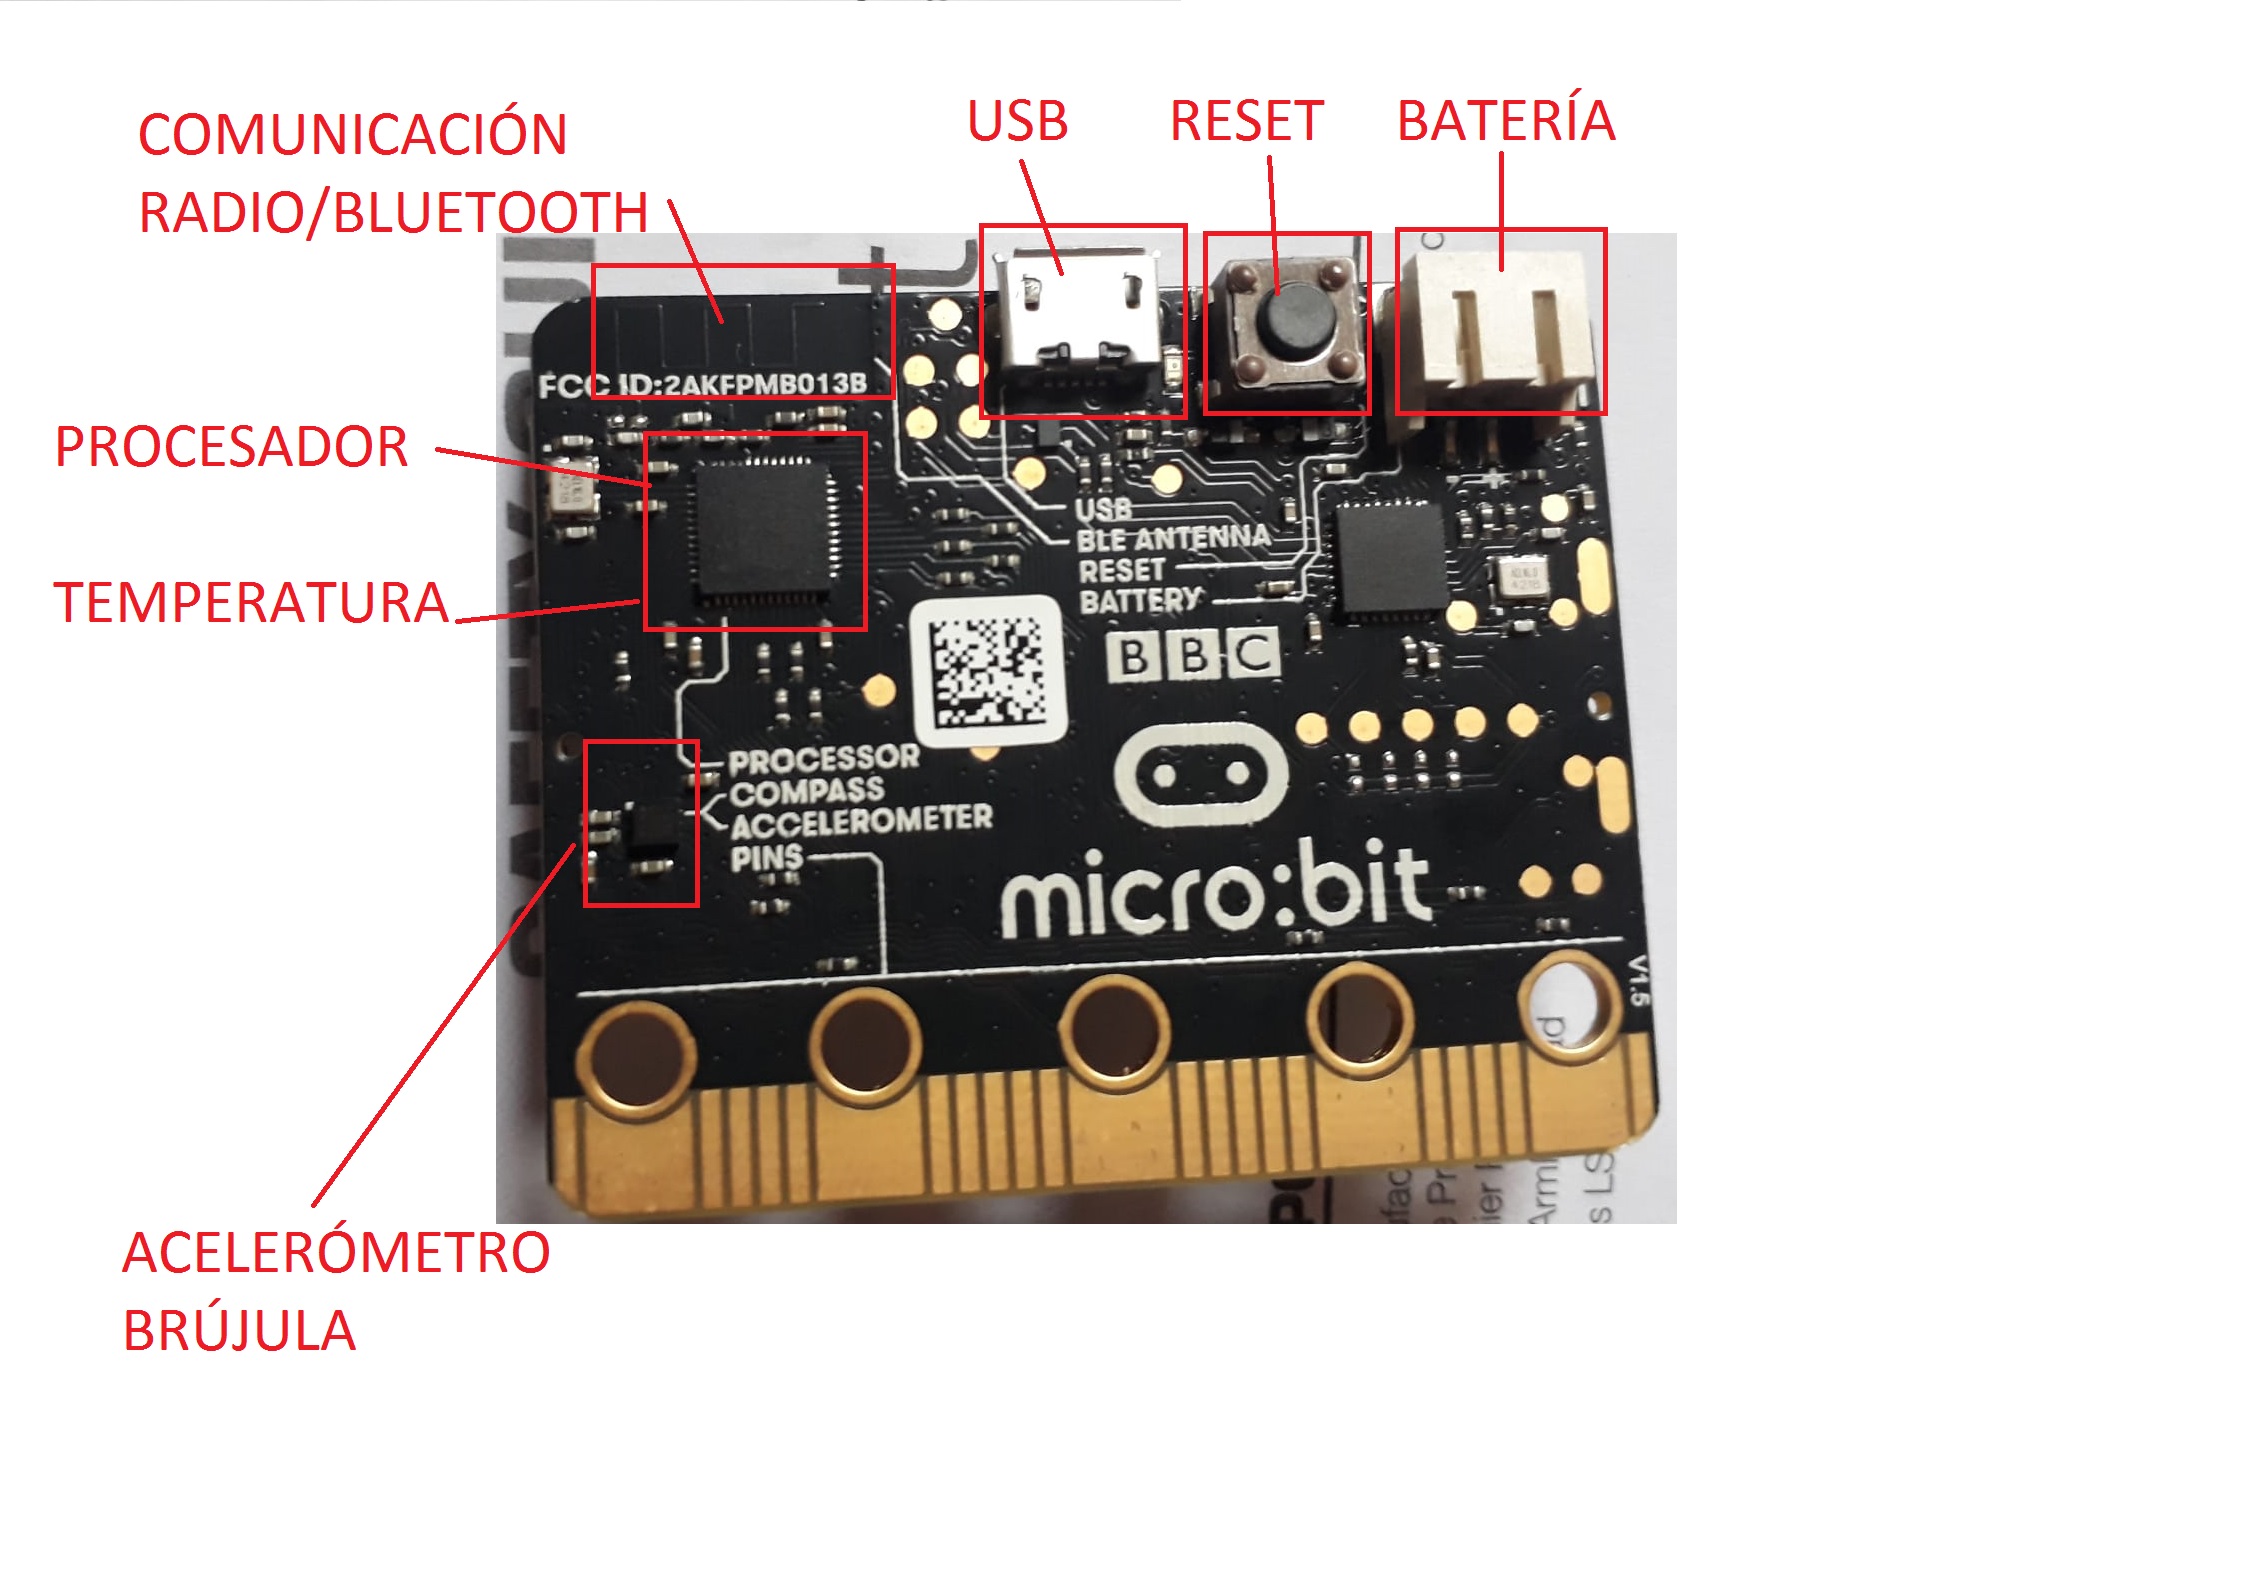 COMUNICACIÓN
RADIO/BLUETOOTH
USB
RESET
BATERÍA
FCC ID:2AKFPMB013B
PROCESADOR
TEMPERATURA
USB
BLE ANTENNA
RESET
BATTERY
BBC
PROCESSOR
COMPASS
ACCELEROMETER
PINS
micro:bit
V1.5
ACELERÓMETRO
BRÚJULA